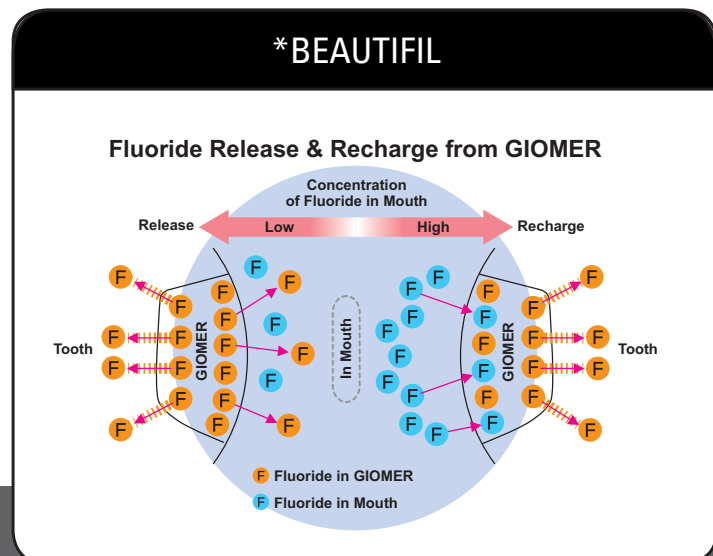 *BEAUTIFIL
Fluoride Release & Recharge from GIOMER
Concentration
of Fluoride in Mouth
Release
Low
High
Recharge
F F F F F F F F F
F F F F F F F
Tooth
GIOMER
In Mouth
GIOMER
Tooth
F F F F F F F F F
F F F F F F F F
F F F F F F F
F Fluoride in GIOMER
F Fluoride in Mouth